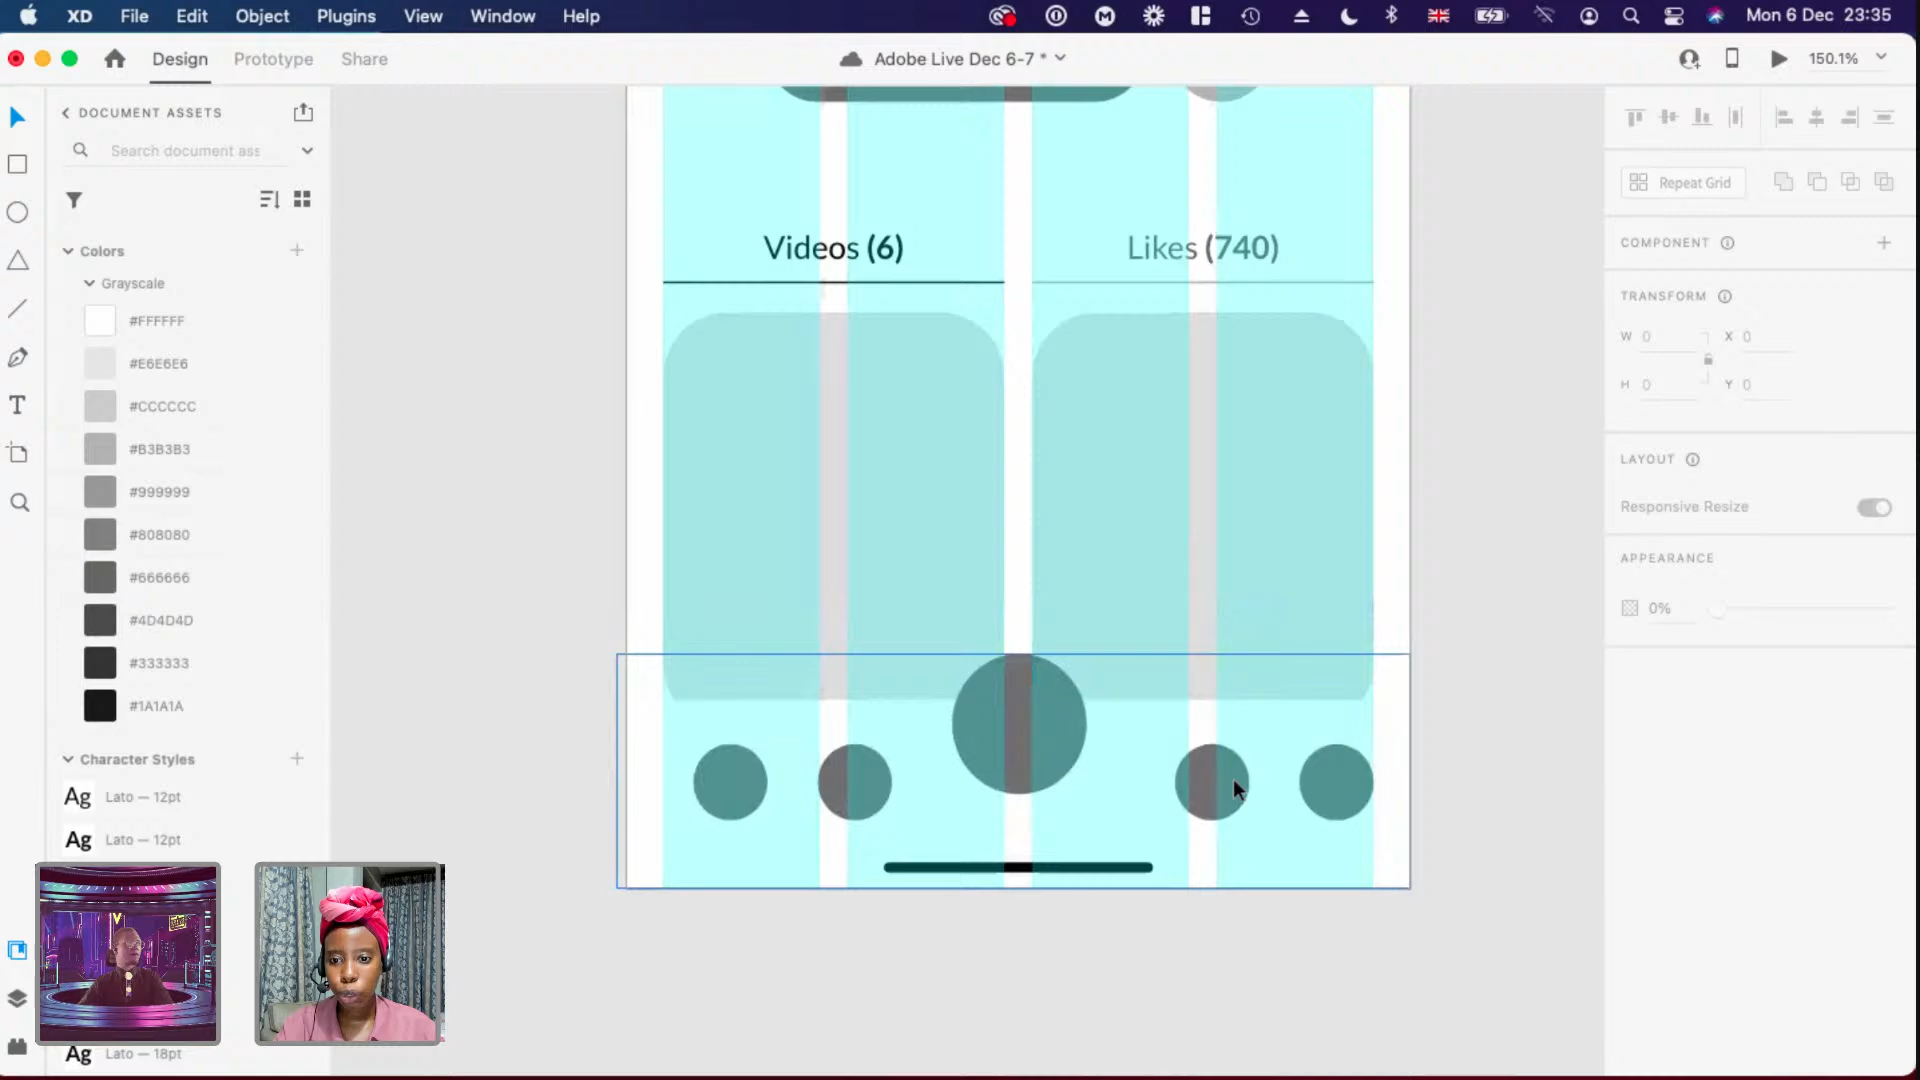 XD File Edit Object Plugins View Window Help Mon 6 Dec 23:35
Design Prototype Share Adobe Live Dec 6-7 * 150.1%
DOCUMENT ASSETS
Search document ass
Colors
Grayscale
#FFFFFF
#E6E6E6
#CCCCCC
#B3B3B3
#999999
#808080
#666666
#4D4D4D
#333333
#1A1A1A
Character Styles
Ag Lato — 12pt
Ag Lato — 12pt
Ag Lato — 18pt
Videos (6) Likes (740)
Repeat Grid
COMPONENT
TRANSFORM
W 0 X 0
H 0 Y 0
LAYOUT
Responsive Resize
APPEARANCE
0%